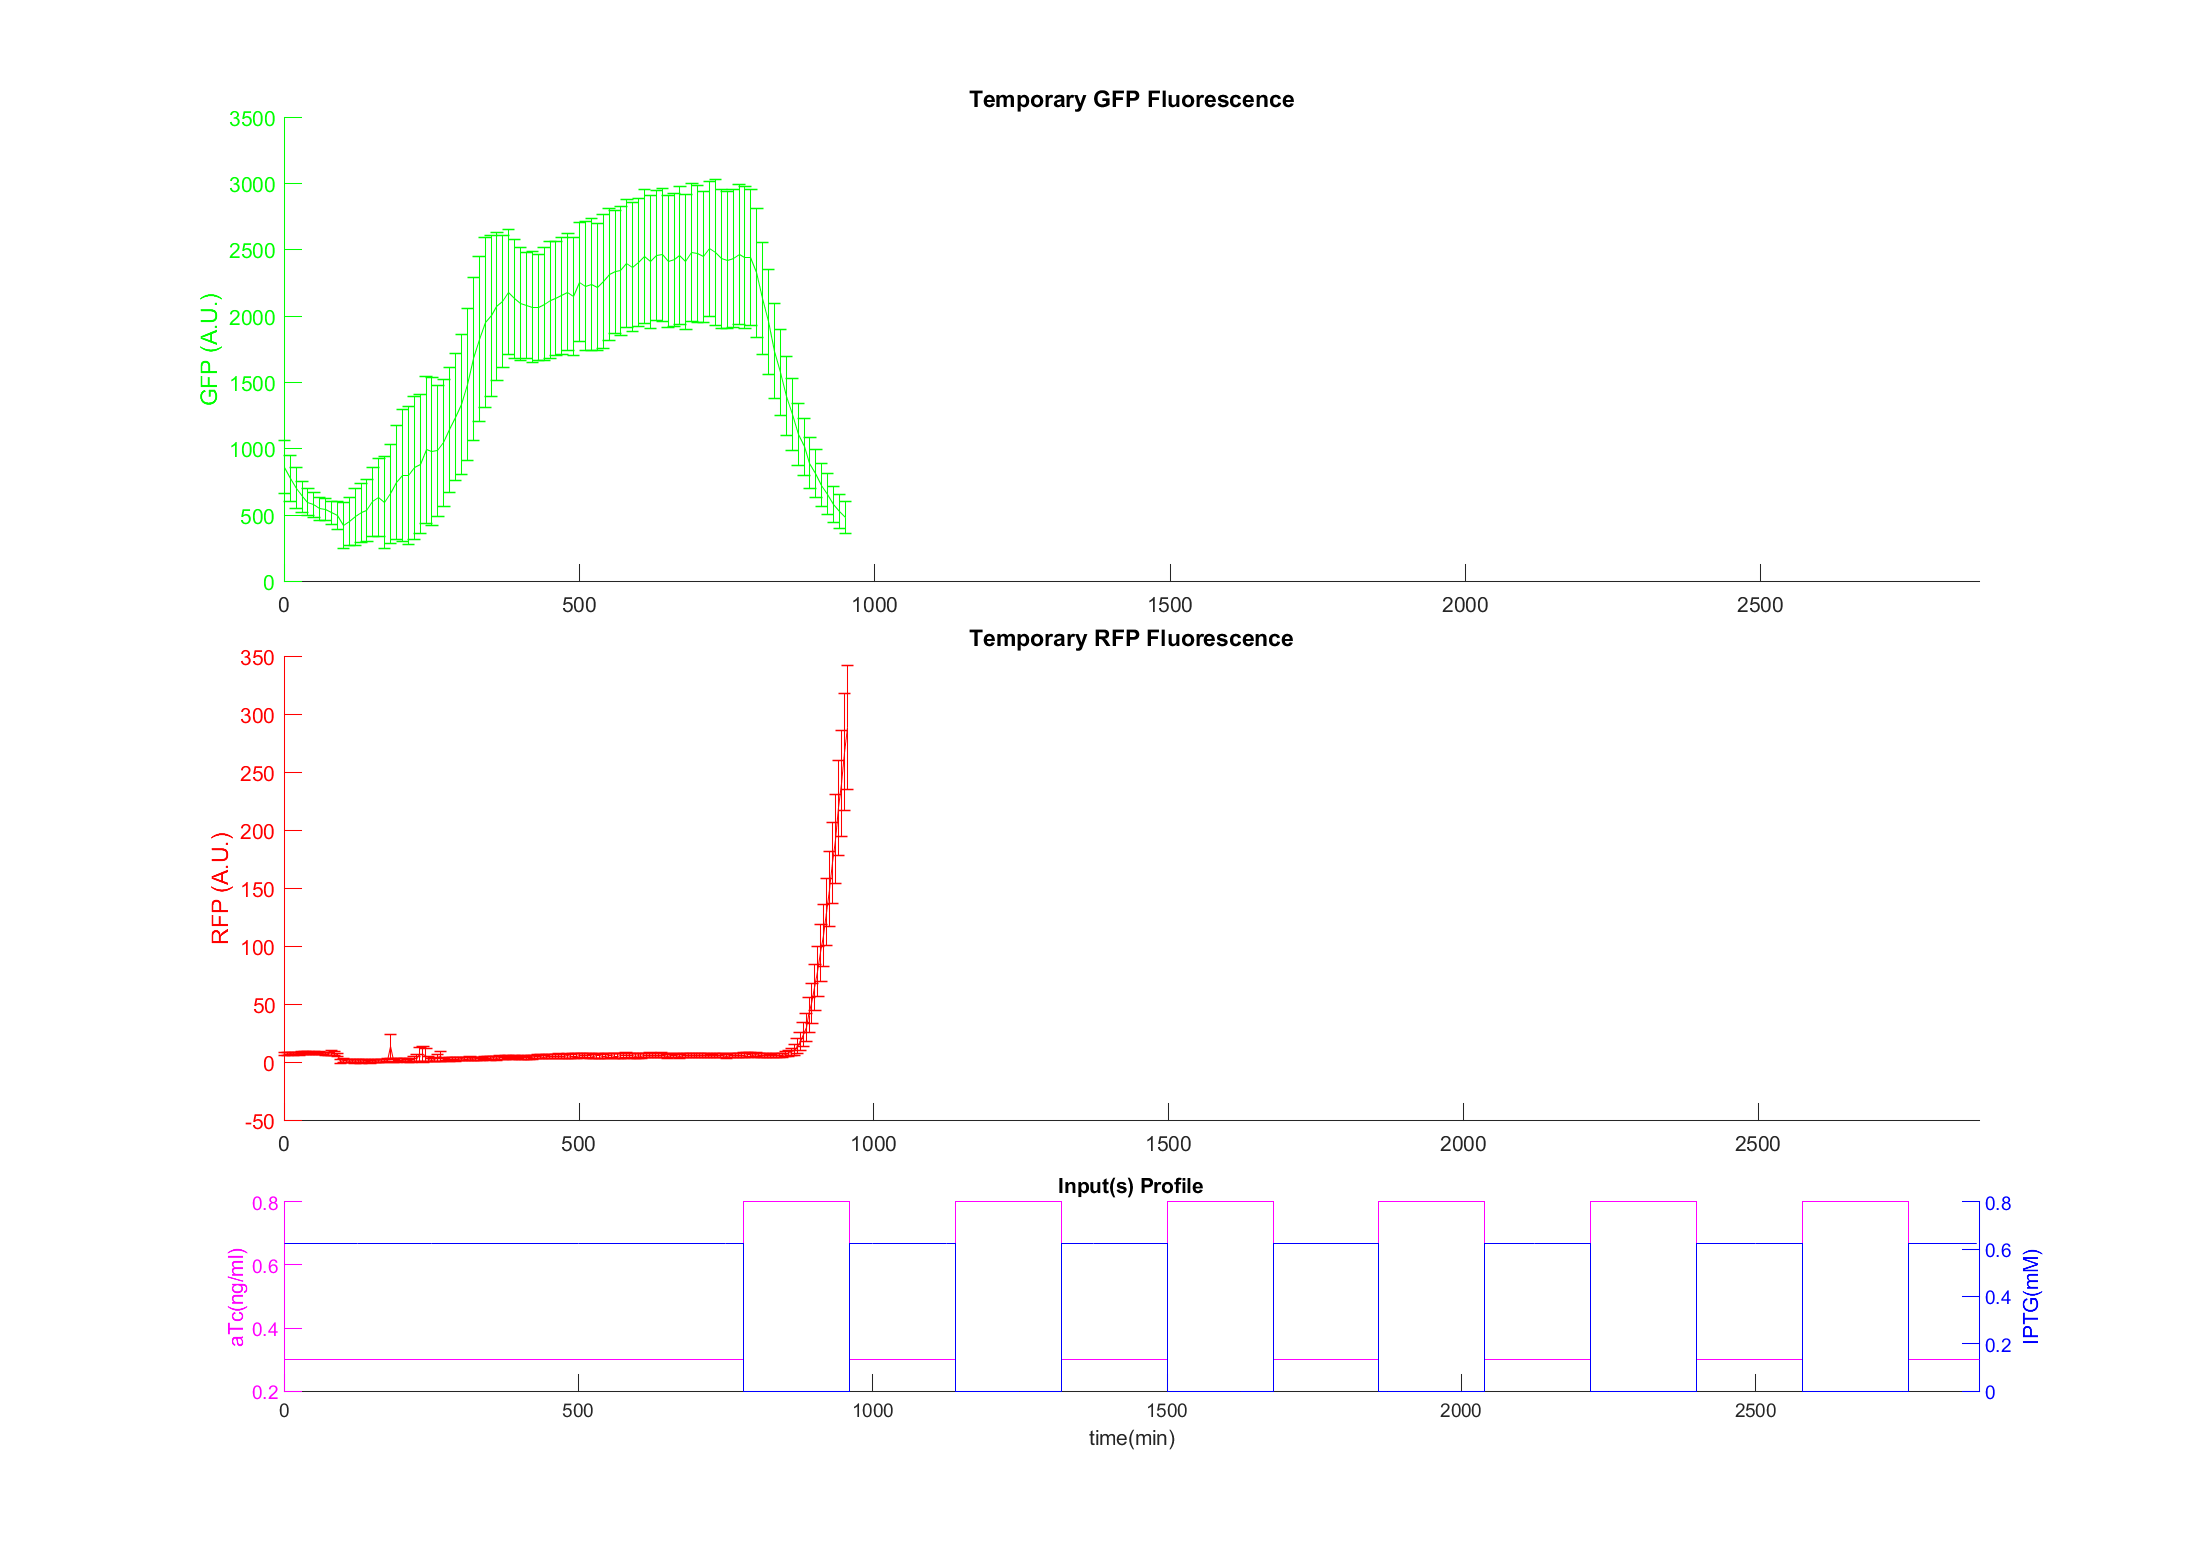 Temporary GFP Fluorescence
GFP (A.U.)
3500
3000
2500
2000
1500
1000
500
0
0 500 1000 1500 2000 2500
Temporary RFP Fluorescence
RFP (A.U.)
350
300
250
200
150
100
50
0
-50
0 500 1000 1500 2000 2500
Input(s) Profile
aTc(ng/ml)
0.8
0.6
0.4
0.2
0.8
0.6
0.4
0.2
0
IPTG(mM)
0 500 1000 1500 2000 2500
time(min)